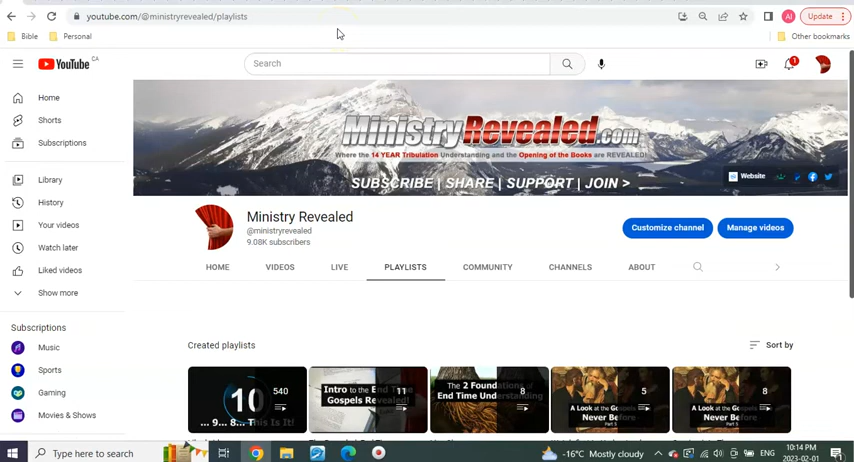 youtube.com/@ministryrevealed/playlists
AI
Update
Bible
Personal
Other bookmarks
YouTube CA
Search
1
Home
Shorts
Subscriptions
Library
History
Your videos
Watch later
Liked videos
Show more
Subscriptions
Music
Sports
Gaming
Movies & Shows
MinistryRevealed.com
Where the 14 YEAR Tribulation Understanding and the Opening of the Books are REVEALED!
SUBSCRIBE | SHARE | SUPPORT | JOIN >
Website
Ministry Revealed
@ministryrevealed
9.08K subscribers
Customize channel
Manage videos
HOME
VIDEOS
LIVE
PLAYLISTS
COMMUNITY
CHANNELS
ABOUT
Created playlists
Sort by
10
... 9... 8...
540
Intro to the End Time
Gospels Revealed!
11
The 2 Foundations of
End Time Understanding
8
A Look at the Gospels
Never Before
Part 5
5
A Look at the Gospels
Never Before
8
Type here to search
-16°C Mostly cloudy
ENG
10:14 PM
2023-02-01
1